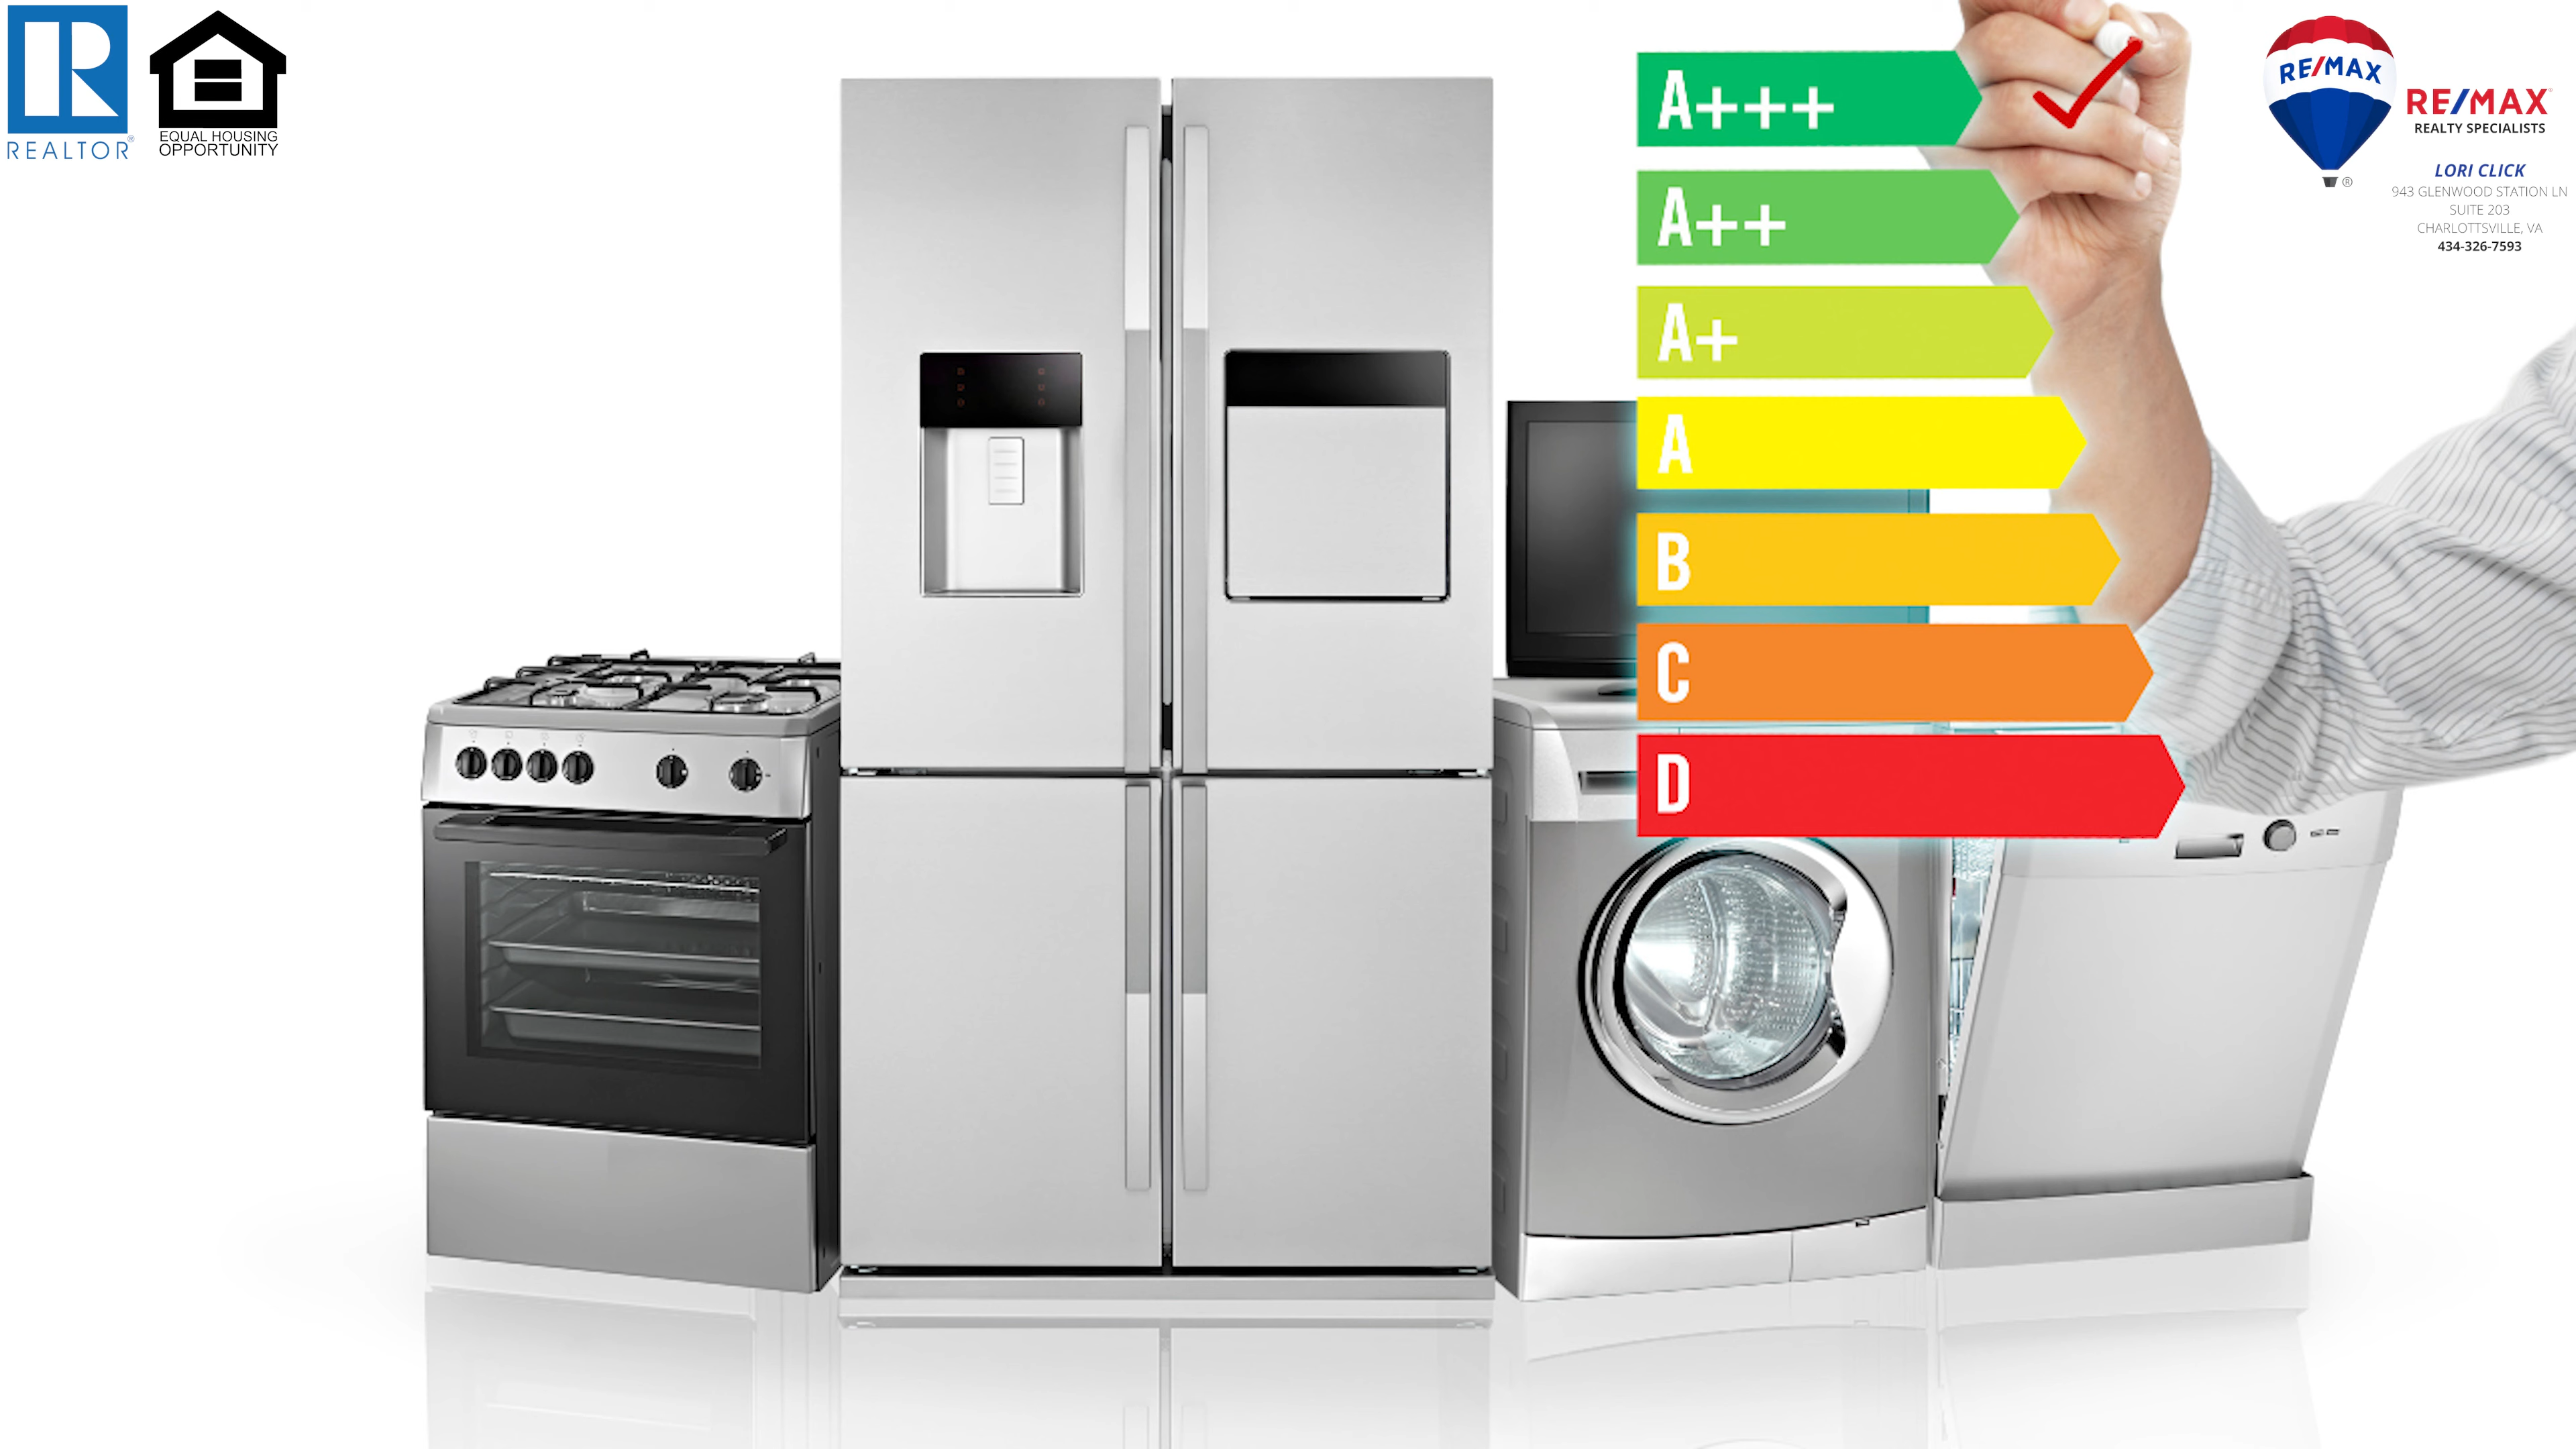 REALTOR®
EQUAL HOUSING
OPPORTUNITY
A+++
A++
A+
A
B
C
D
RE/MAX
®
RE/MAX
REALTY SPECIALISTS
LORI CLICK
943 GLENWOOD STATION LN
SUITE 203
CHARLOTTSVILLE, VA
434-326-7593